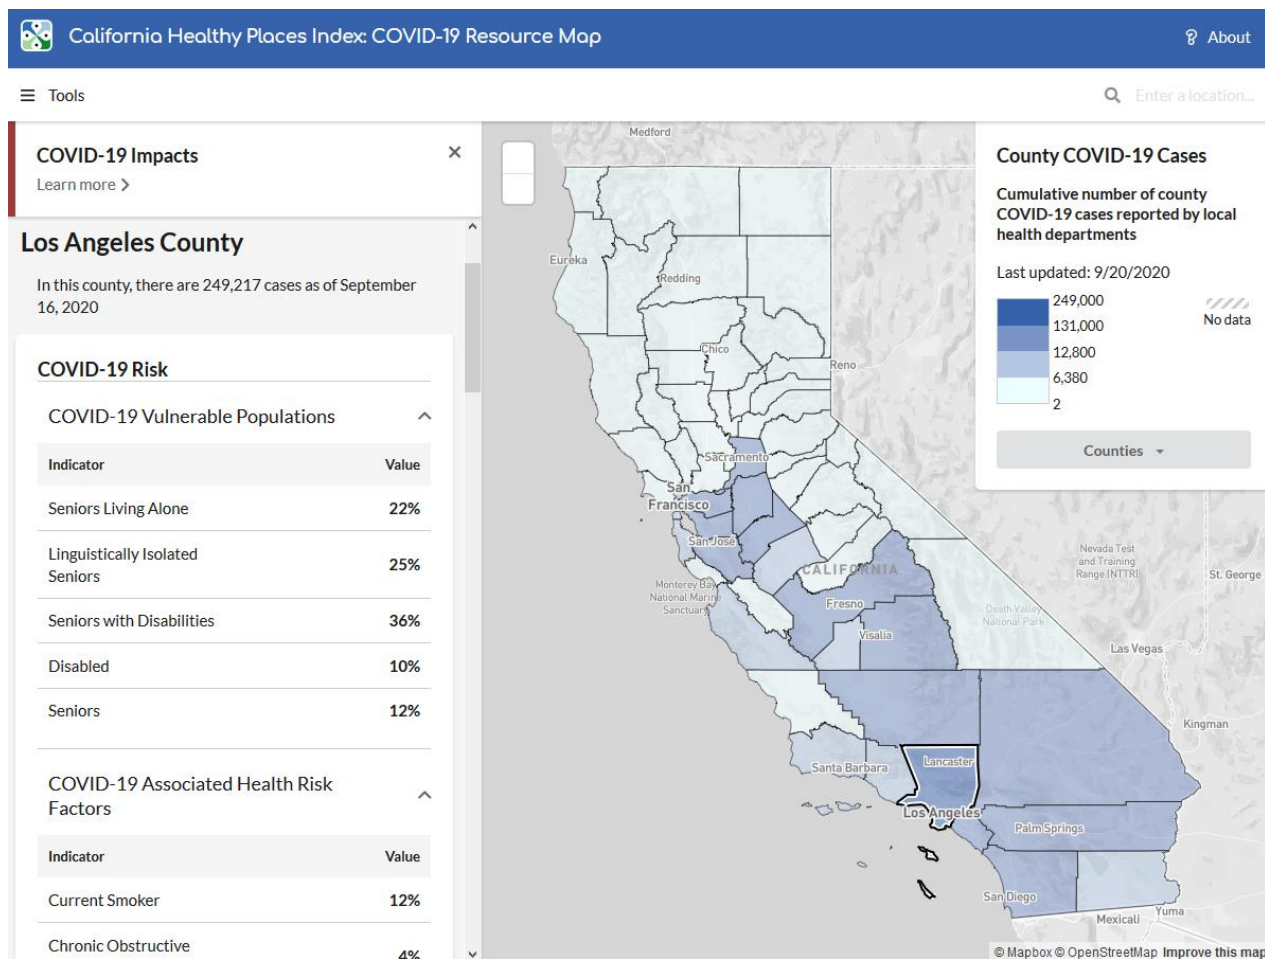 California Healthy Places Index: COVID-19 Resource Map
About
Tools
Enter a location...
COVID-19 Impacts
Learn more
Los Angeles County
In this county, there are 249,217 cases as of September
16, 2020
COVID-19 Risk
COVID-19 Vulnerable Populations
Indicator Value
Seniors Living Alone 22%
Linguistically Isolated
Seniors 25%
Seniors with Disabilities 36%
Disabled 10%
Seniors 12%
COVID-19 Associated Health Risk
Factors
Indicator Value
Current Smoker 12%
Chronic Obstructive
4%
County COVID-19 Cases
Cumulative number of county
COVID-19 cases reported by local
health departments
Last updated: 9/20/2020
249,000
131,000
12,800
6,380
2
No data
Counties
Medford
Eureka
Redding
Chico
Reno
Sacramento
San
Francisco
San Jose
Monterey Bay
National Marine
Sanctuary
CALIFORNIA
Fresno
Visalia
Death Valley
National Park
Nevada Test
and Training
Range (NTTR)
St. George
Las Vegas
Kingman
Santa Barbara
Lancaster
Los Angeles
Palm Springs
San Diego
Yuma
Mexicali
© Mapbox © OpenStreetMap Improve this map